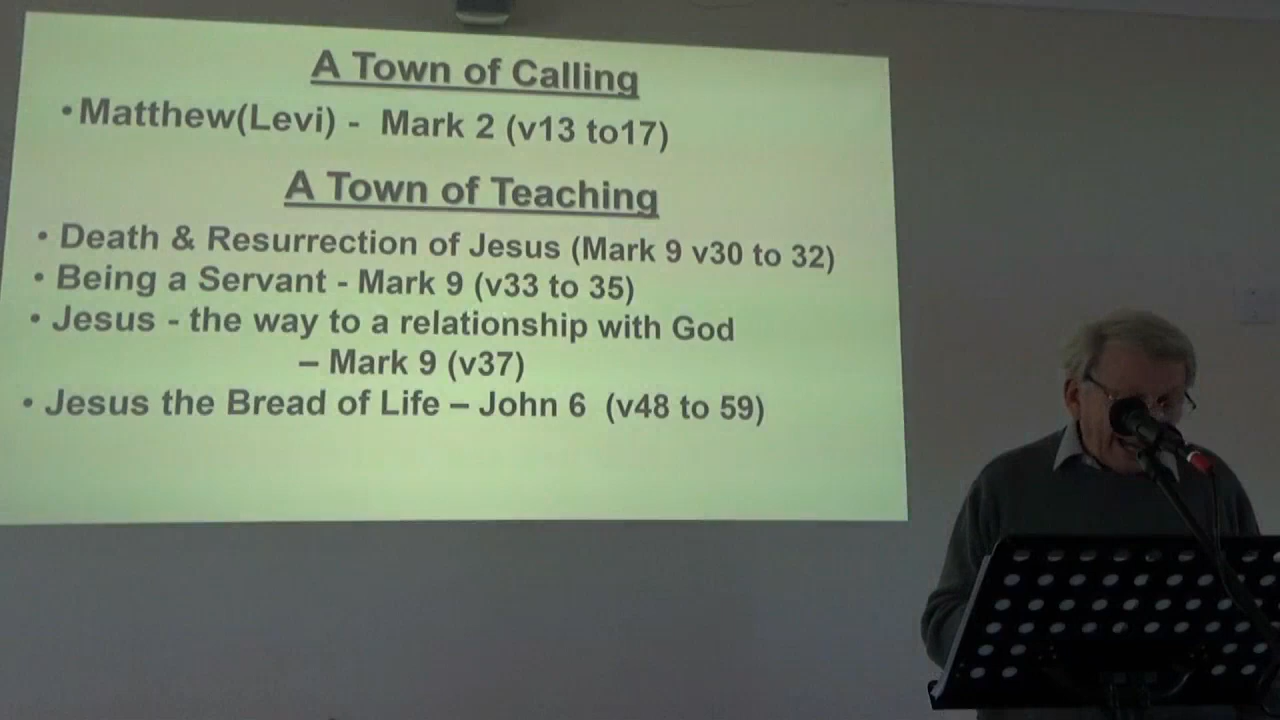 A Town of Calling
•Matthew(Levi) - Mark 2 (v13 to17)
A Town of Teaching
• Death & Resurrection of Jesus (Mark 9 v30 to 32)
• Being a Servant - Mark 9 (v33 to 35)
• Jesus - the way to a relationship with God
– Mark 9 (v37)
• Jesus the Bread of Life – John 6 (v48 to 59)